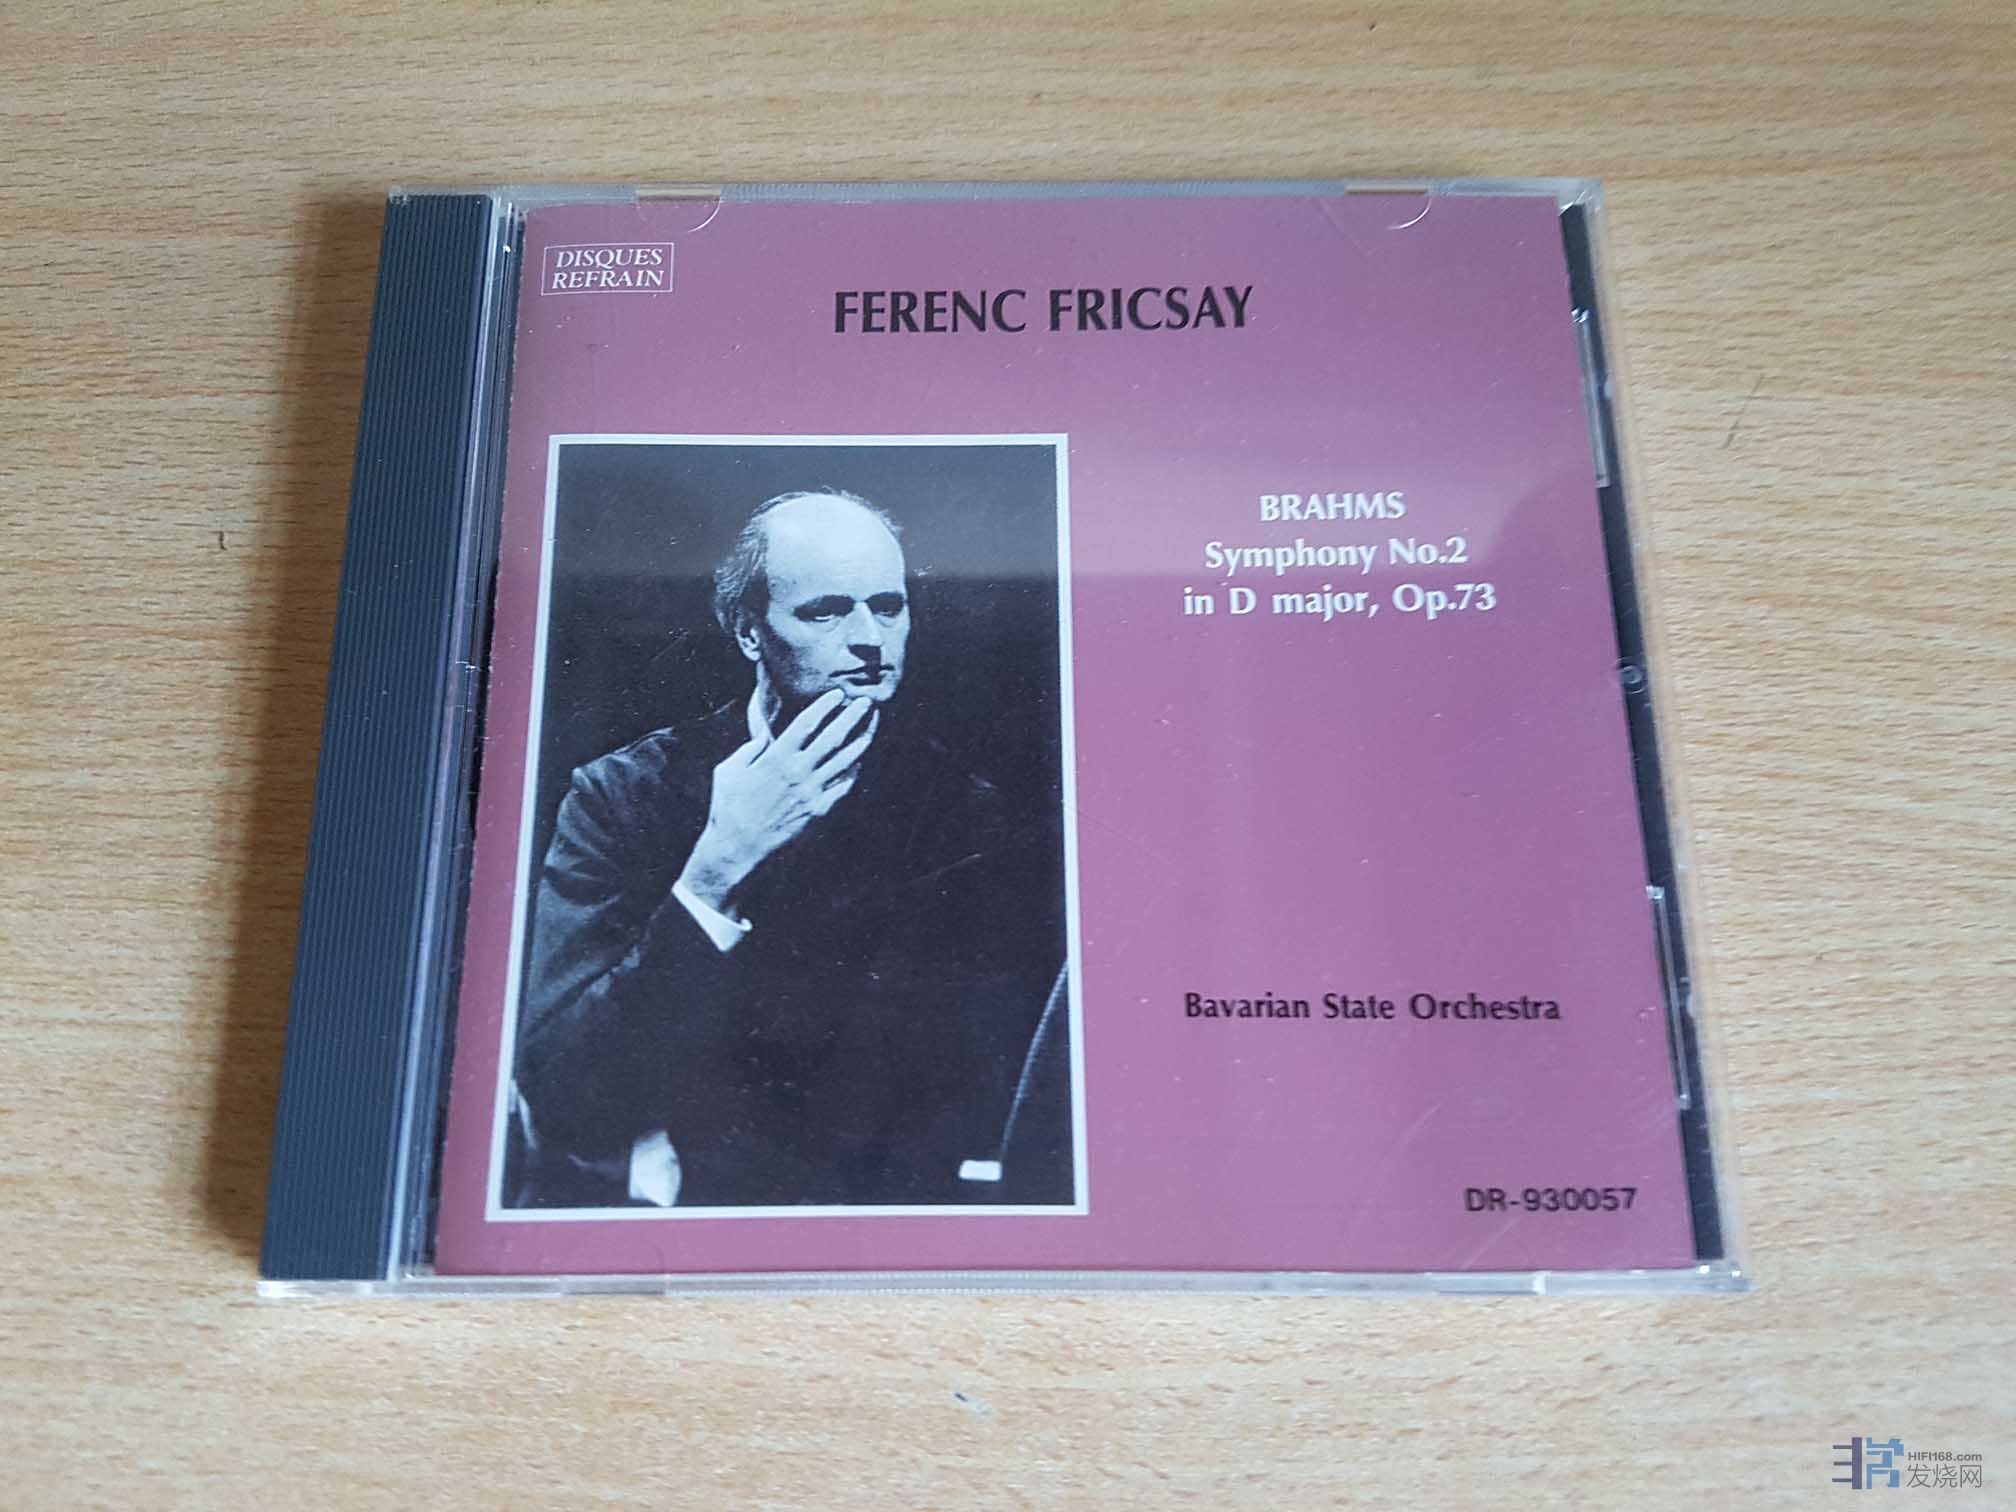 DISQUES
REFRAIN
FERENC FRICSAY
BRAHMS
Symphony No.2
in D major, Op.73
Bavarian State Orchestra
DR-930057
HIFI168.com
发烧网